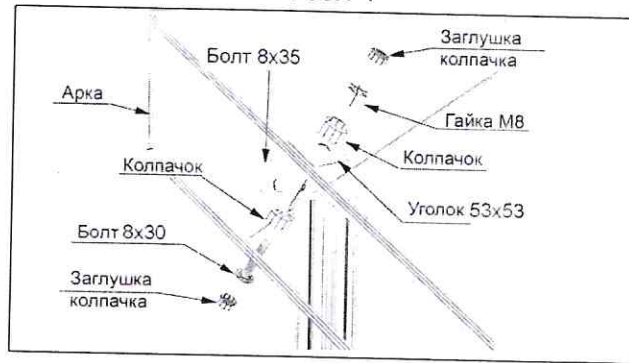 Заглушка
колпачка
Болт 8х35
Арка
Гайка М8
Колпачок
Колпачок
Уголок 53х53
Болт 8х30
Заглушка
колпачка